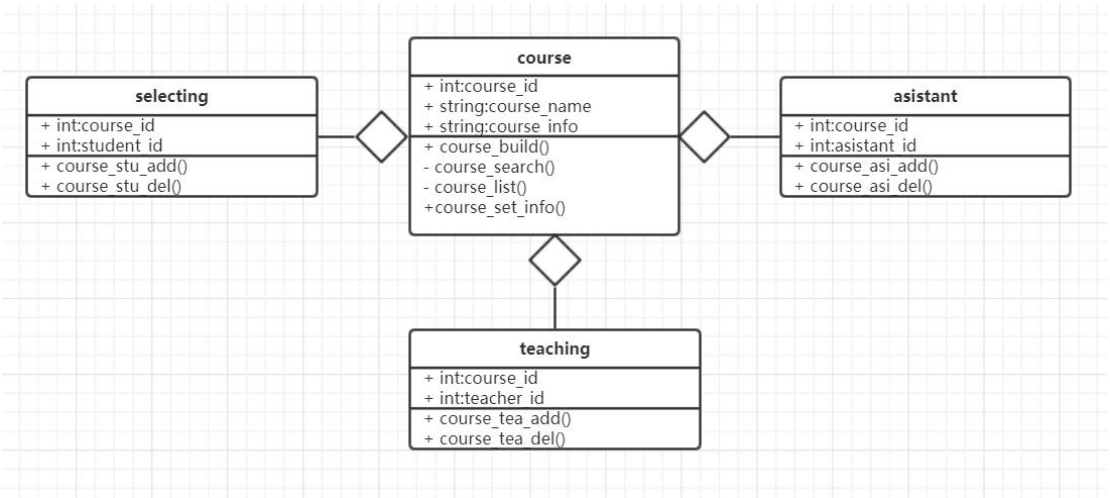 course
+ int:course_id
+ string:course_name
+ string:course_info
+ course_build()
- course_search()
- course_list()
+course_set_info()
selecting
+ int:course_id
+ int:student_id
+ course_stu_add()
+ course_stu_del()
asistant
+ int:course_id
+ int:asistant_id
+ course_asi_add()
+ course_asi_del()
teaching
+ int:course_id
+ int:teacher_id
+ course_tea_add()
+ course_tea_del()